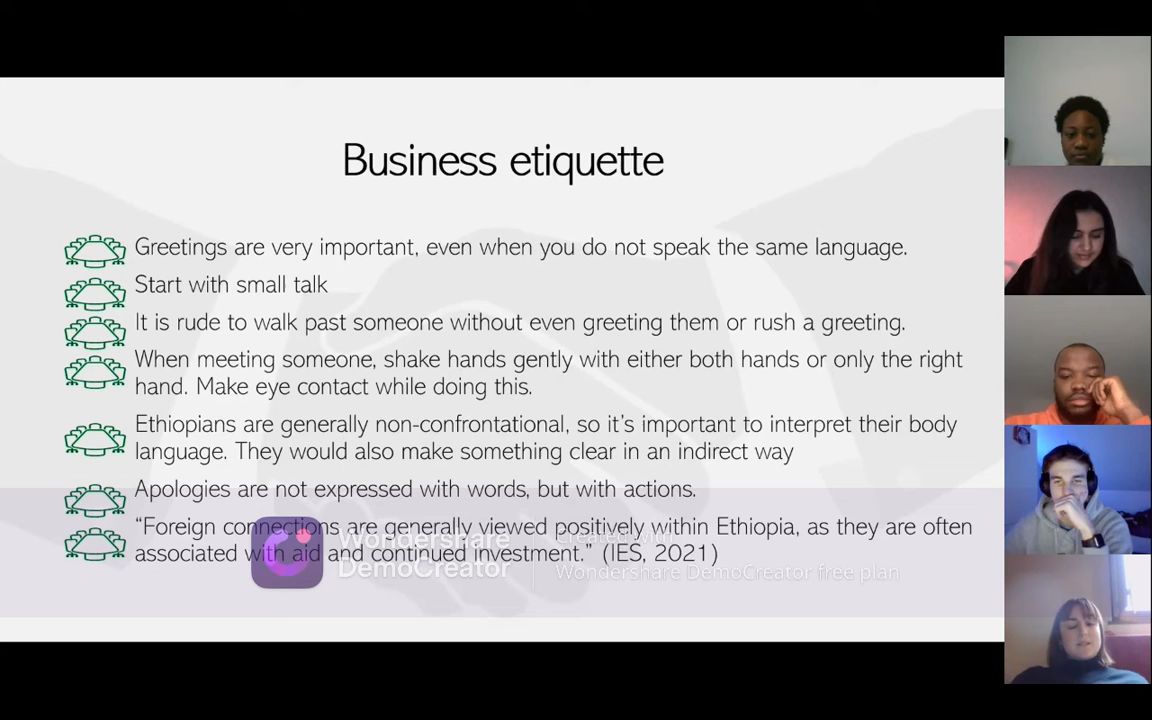 Business etiquette
Greetings are very important, even when you do not speak the same language.
Start with small talk
It is rude to walk past someone without even greeting them or rush a greeting.
When meeting someone, shake hands gently with either both hands or only the right
hand. Make eye contact while doing this.
Ethiopians are generally non-confrontational, so it’s important to interpret their body
language. They would also make something clear in an indirect way
Apologies are not expressed with words, but with actions.
“Foreign connections are generally viewed positively within Ethiopia, as they are often
associated with aid and continued investment.” (IES, 2021)
Wondershare
DemoCreator
Created with
Wondershare DemoCreator free plan